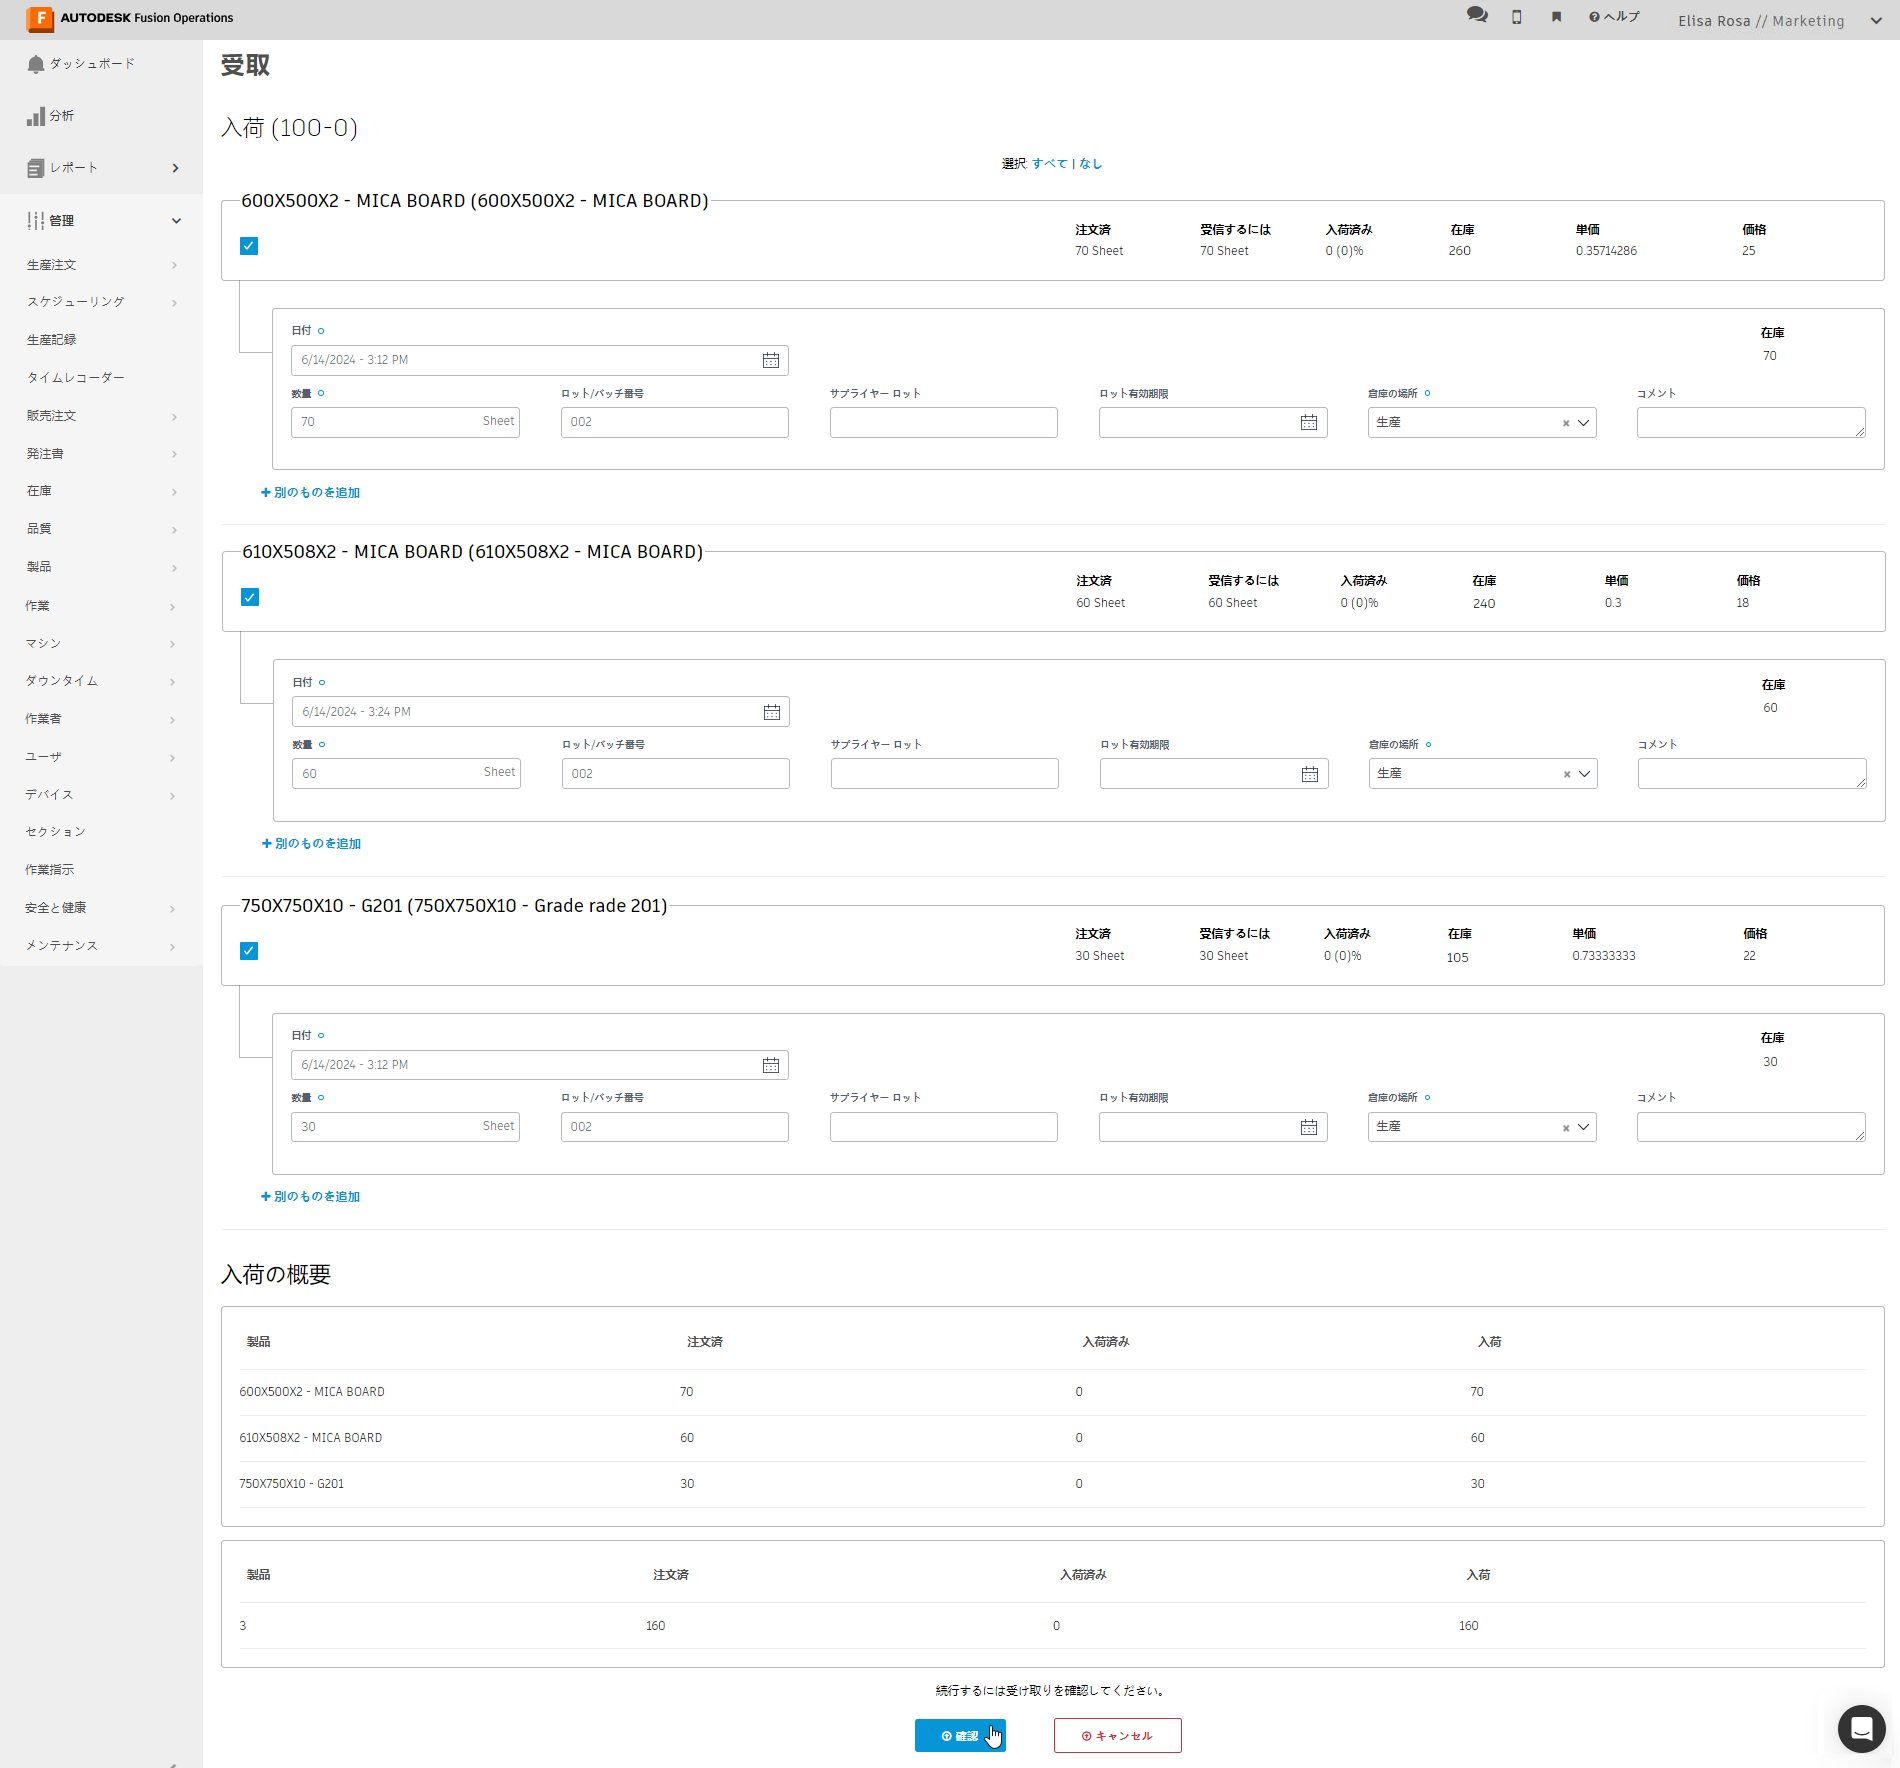 AUTODESK Fusion Operations
ヘルプ
Elisa Rosa // Marketing
ダッシュボード
分析
レポート
管理
生産注文
スケジューリング
生産記録
タイムレコーダー
販売注文
発注書
在庫
品質
製品
作業
マシン
ダウンタイム
作業者
ユーザ
デバイス
セクション
作業指示
安全と健康
メンテナンス
受取
入荷 (100-0)
選択: すべて | なし
600X500X2 - MICA BOARD (600X500X2 - MICA BOARD)
注文済 受信するには 入荷済み 在庫 単価 価格
70 Sheet 70 Sheet 0 (0)% 260 0.35714286 25
日付
在庫
6/14/2024 - 3:12 PM
70
数量 ロット/バッチ番号 サプライヤー ロット ロット有効期限 倉庫の場所 コメント
70 Sheet 002 生産 ×
+ 別のものを追加
610X508X2 - MICA BOARD (610X508X2 - MICA BOARD)
注文済 受信するには 入荷済み 在庫 単価 価格
60 Sheet 60 Sheet 0 (0)% 240 0.3 18
日付
在庫
6/14/2024 - 3:24 PM
60
数量 ロット/バッチ番号 サプライヤー ロット ロット有効期限 倉庫の場所 コメント
60 Sheet 002 生産 ×
+ 別のものを追加
750X750X10 - G201 (750X750X10 - Grade rade 201)
注文済 受信するには 入荷済み 在庫 単価 価格
30 Sheet 30 Sheet 0 (0)% 105 0.73333333 22
日付
在庫
6/14/2024 - 3:12 PM
30
数量 ロット/バッチ番号 サプライヤー ロット ロット有効期限 倉庫の場所 コメント
30 Sheet 002 生産 ×
+ 別のものを追加
入荷の概要
製品 注文済 入荷済み 入荷
600X500X2 - MICA BOARD 70 0 70
610X508X2 - MICA BOARD 60 0 60
750X750X10 - G201 30 0 30
製品 注文済 入荷済み 入荷
3 160 0 160
続行するには受け取りを確認してください。
確認 キャンセル